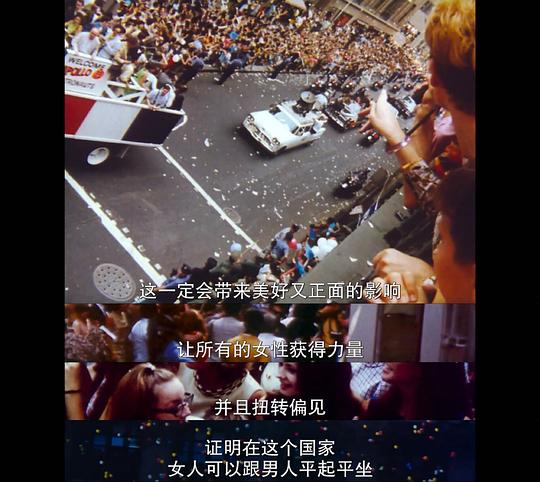 WELCOME
APOLLO
ASTRONAUTS
这一定会带来美好又正面的影响
让所有的女性获得力量
并且扭转偏见
证明在这个国家
女人可以跟男人平起平坐